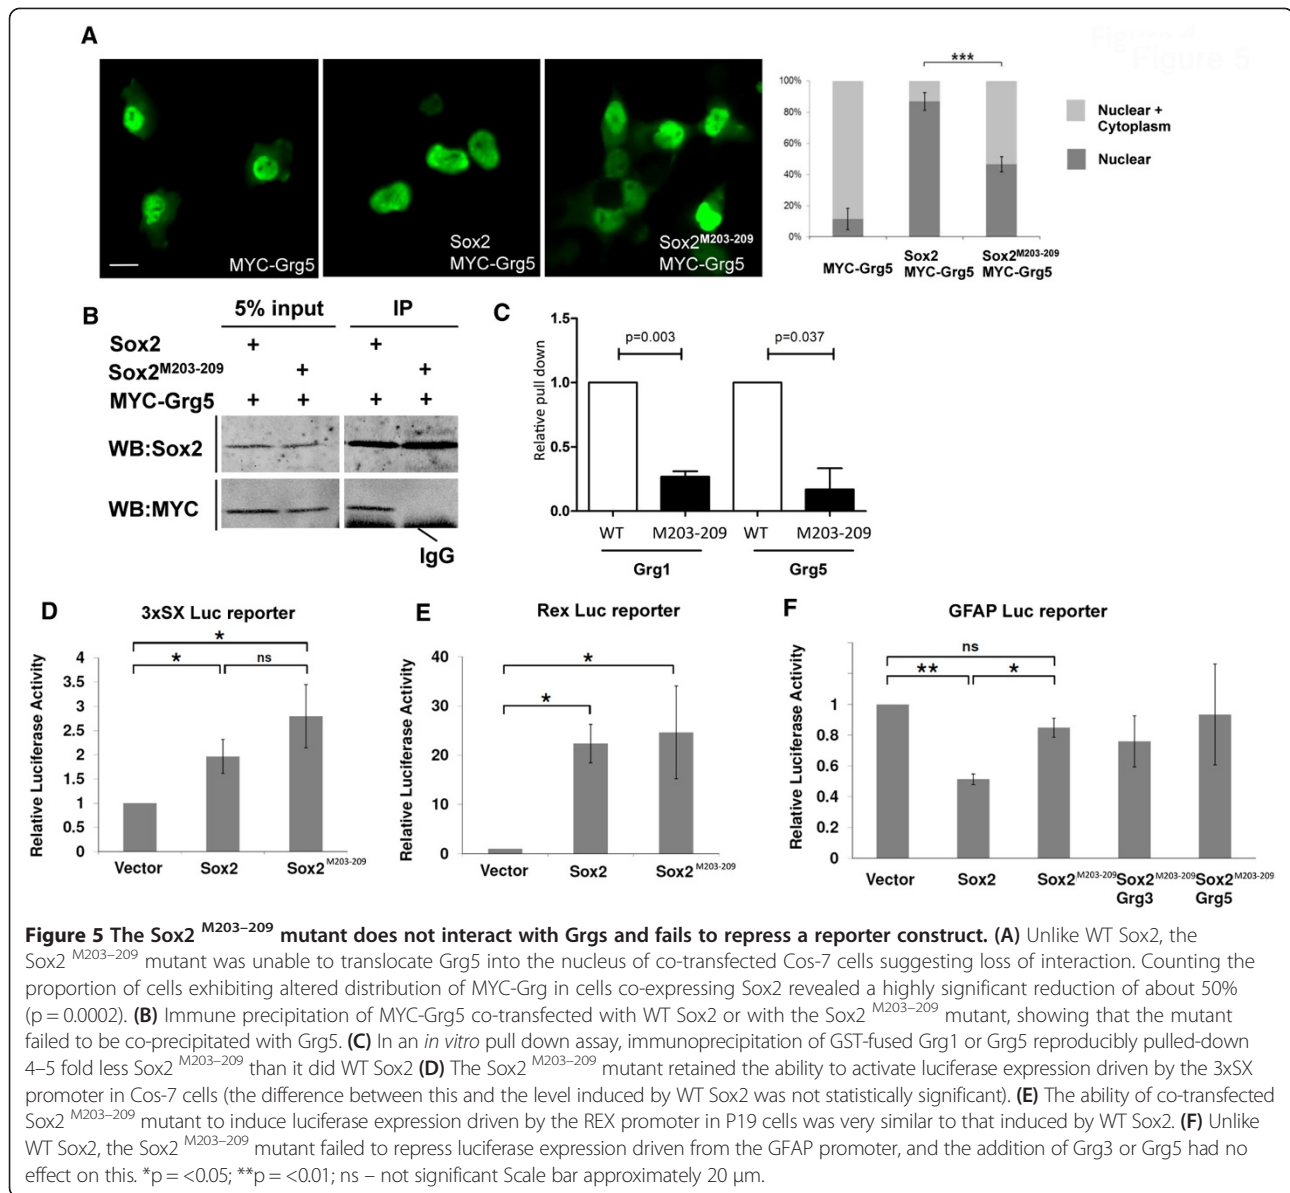 Figure 4
Figure 5
A
MYC-Grg5
Sox2
MYC-Grg5
Sox2M203-209
MYC-Grg5
***
100%
80%
60%
40%
20%
0%
MYC-Grg5
Sox2
MYC-Grg5
Sox2M203-209
MYC-Grg5
Nuclear +
Cytoplasm
Nuclear
B
5% input
IP
Sox2
+
+
Sox2M203-209
+
+
MYC-Grg5
+
+
+
+
WB:Sox2
WB:MYC
IgG
C
Relative pull down
1.5
1.0
0.5
0.0
p=0.003
p=0.037
WT
M203-209
WT
M203-209
Grg1
Grg5
D
3xSX Luc reporter
Relative Luciferase Activity
4
3.5
3
2.5
2
1.5
1
0.5
0
*
*
ns
Vector
Sox2
Sox2M203-209
E
Rex Luc reporter
Relative Luciferase Activity
40
30
20
10
0
*
*
Vector
Sox2
Sox2M203-209
F
GFAP Luc reporter
Relative Luciferase Activity
1
0.8
0.6
0.4
0.2
0
ns
**
*
Vector
Sox2
Sox2M203-209
Sox2M203-209
Grg3
Sox2M203-209
Grg5
Figure 5 The Sox2 M203–209 mutant does not interact with Grgs and fails to repress a reporter construct. (A) Unlike WT Sox2, the
Sox2 M203–209 mutant was unable to translocate Grg5 into the nucleus of co-transfected Cos-7 cells suggesting loss of interaction. Counting the
proportion of cells exhibiting altered distribution of MYC-Grg in cells co-expressing Sox2 revealed a highly significant reduction of about 50%
(p = 0.0002). (B) Immune precipitation of MYC-Grg5 co-transfected with WT Sox2 or with the Sox2 M203–209 mutant, showing that the mutant
failed to be co-precipitated with Grg5. (C) In an in vitro pull down assay, immunoprecipitation of GST-fused Grg1 or Grg5 reproducibly pulled-down
4–5 fold less Sox2 M203–209 than it did WT Sox2 (D) The Sox2 M203–209 mutant retained the ability to activate luciferase expression driven by the 3xSX
promoter in Cos-7 cells (the difference between this and the level induced by WT Sox2 was not statistically significant). (E) The ability of co-transfected
Sox2 M203–209 mutant to induce luciferase expression driven by the REX promoter in P19 cells was very similar to that induced by WT Sox2. (F) Unlike
WT Sox2, the Sox2 M203–209 mutant failed to repress luciferase expression driven from the GFAP promoter, and the addition of Grg3 or Grg5 had no
effect on this. *p = <0.05; **p = <0.01; ns – not significant Scale bar approximately 20 μm.